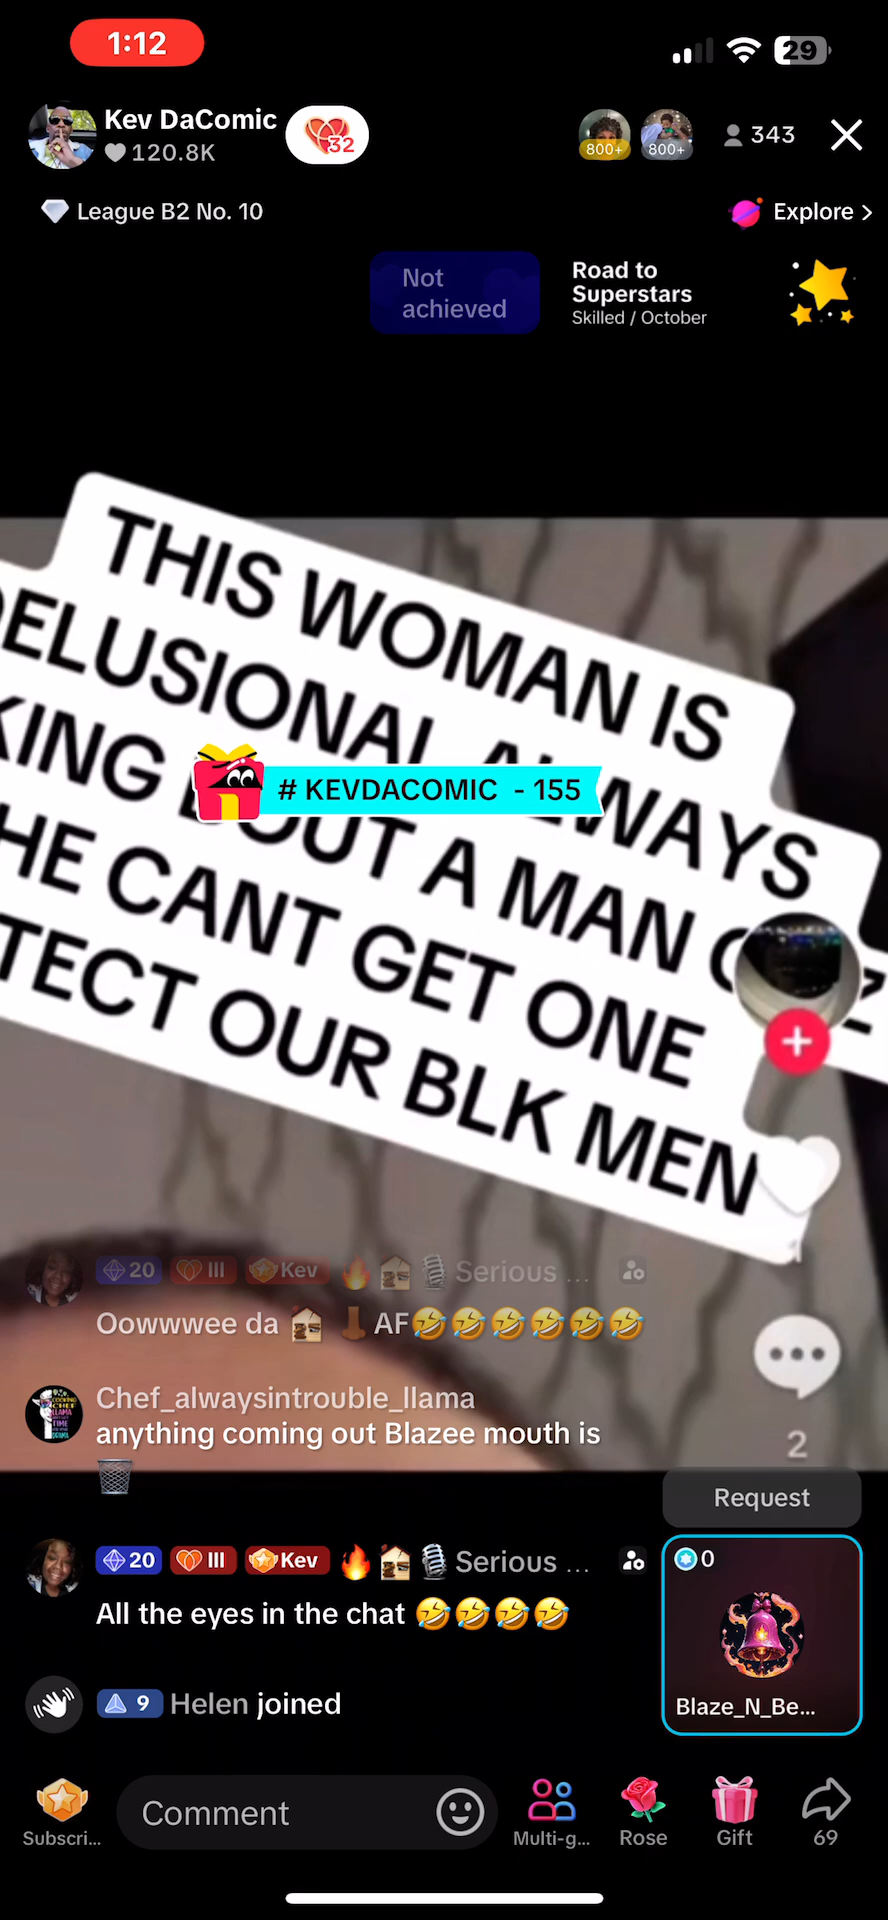 1:12
29
Kev DaComic
120.8K
32
800+
800+
343
League B2 No. 10
Explore >
Not
achieved
Road to
Superstars
Skilled / October
THIS WOMAN IS
ELUSIONAL ALWAYS
KING BOUT A MAN
HE CANT GET ONE
TECT OUR BLK MEN
# KEVDACOMIC - 155
20 III Kev Serious ...
Oowwwee da AF
Chef_alwaysintrouble_llama
anything coming out Blazee mouth is
2
Request
20 III Kev Serious ...
All the eyes in the chat
0
Blaze_N_Be...
9 Helen joined
Comment
Subscri...
Multi-g...
Rose
Gift
69